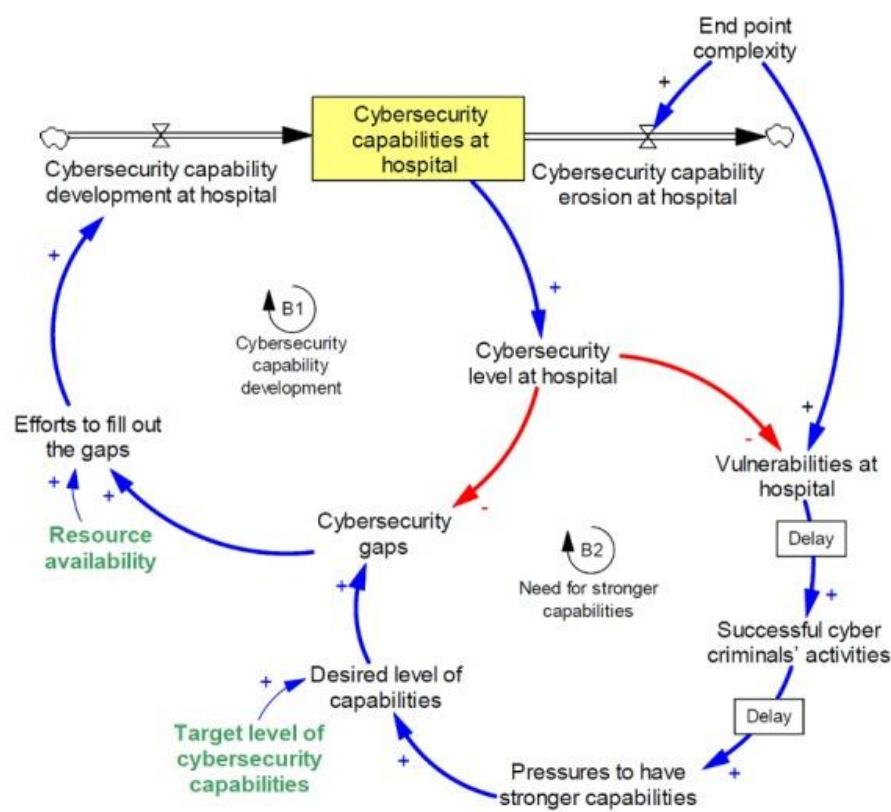 End point
complexity
+
Cybersecurity
capabilities at
hospital
Cybersecurity capability
development at hospital
Cybersecurity capability
erosion at hospital
+
+
B1
Cybersecurity
capability
development
Cybersecurity
level at hospital
+
-
Efforts to fill out
the gaps
Vulnerabilities at
hospital
+
+
-
Resource
availability
Cybersecurity
gaps
B2
Need for stronger
capabilities
Delay
+
+
Successful cyber
criminals’ activities
Desired level of
capabilities
+
Target level of
cybersecurity
capabilities
Delay
+
+
Pressures to have
stronger capabilities